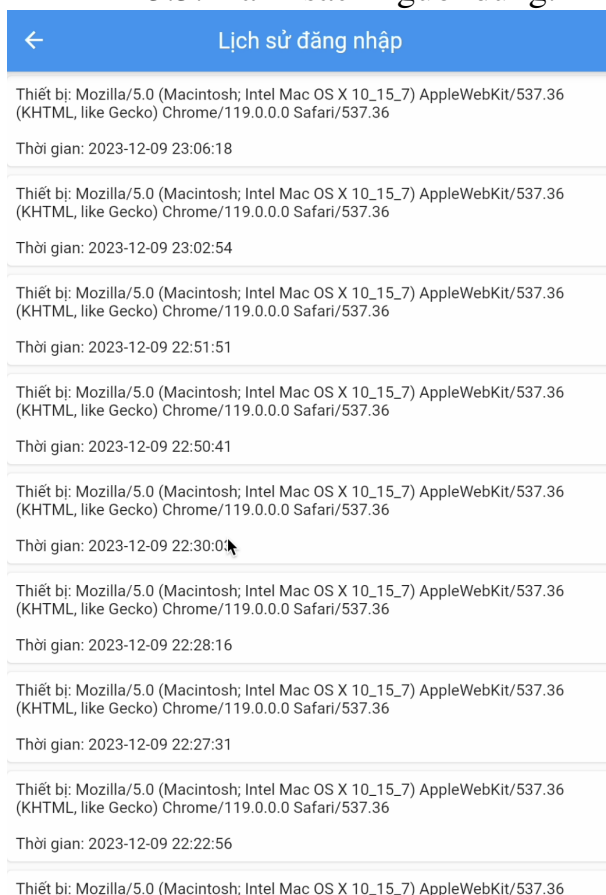 Lịch sử đăng nhập
Thiết bị: Mozilla/5.0 (Macintosh; Intel Mac OS X 10_15_7) AppleWebKit/537.36
(KHTML, like Gecko) Chrome/119.0.0.0 Safari/537.36
Thời gian: 2023-12-09 23:06:18
Thiết bị: Mozilla/5.0 (Macintosh; Intel Mac OS X 10_15_7) AppleWebKit/537.36
(KHTML, like Gecko) Chrome/119.0.0.0 Safari/537.36
Thời gian: 2023-12-09 23:02:54
Thiết bị: Mozilla/5.0 (Macintosh; Intel Mac OS X 10_15_7) AppleWebKit/537.36
(KHTML, like Gecko) Chrome/119.0.0.0 Safari/537.36
Thời gian: 2023-12-09 22:51:51
Thiết bị: Mozilla/5.0 (Macintosh; Intel Mac OS X 10_15_7) AppleWebKit/537.36
(KHTML, like Gecko) Chrome/119.0.0.0 Safari/537.36
Thời gian: 2023-12-09 22:50:41
Thiết bị: Mozilla/5.0 (Macintosh; Intel Mac OS X 10_15_7) AppleWebKit/537.36
(KHTML, like Gecko) Chrome/119.0.0.0 Safari/537.36
Thời gian: 2023-12-09
Thiết bị: Mozilla/5.0 (Macintosh; Intel Mac OS X 10_15_7) AppleWebKit/537.36
(KHTML, like Gecko) Chrome/119.0.0.0 Safari/537.36
Thời gian: 2023-12-09 22:28:16
Thiết bị: Mozilla/5.0 (Macintosh; Intel Mac OS X 10_15_7) AppleWebKit/537.36
(KHTML, like Gecko) Chrome/119.0.0.0 Safari/537.36
Thời gian: 2023-12-09 22:27:31
Thiết bị: Mozilla/5.0 (Macintosh; Intel Mac OS X 10_15_7) AppleWebKit/537.36
(KHTML, like Gecko) Chrome/119.0.0.0 Safari/537.36
Thời gian: 2023-12-09 22:22:56
Thiết bị: Mozilla/5.0 (Macintosh; Intel Mac OS X 10_15_7) AppleWebKit/537.36